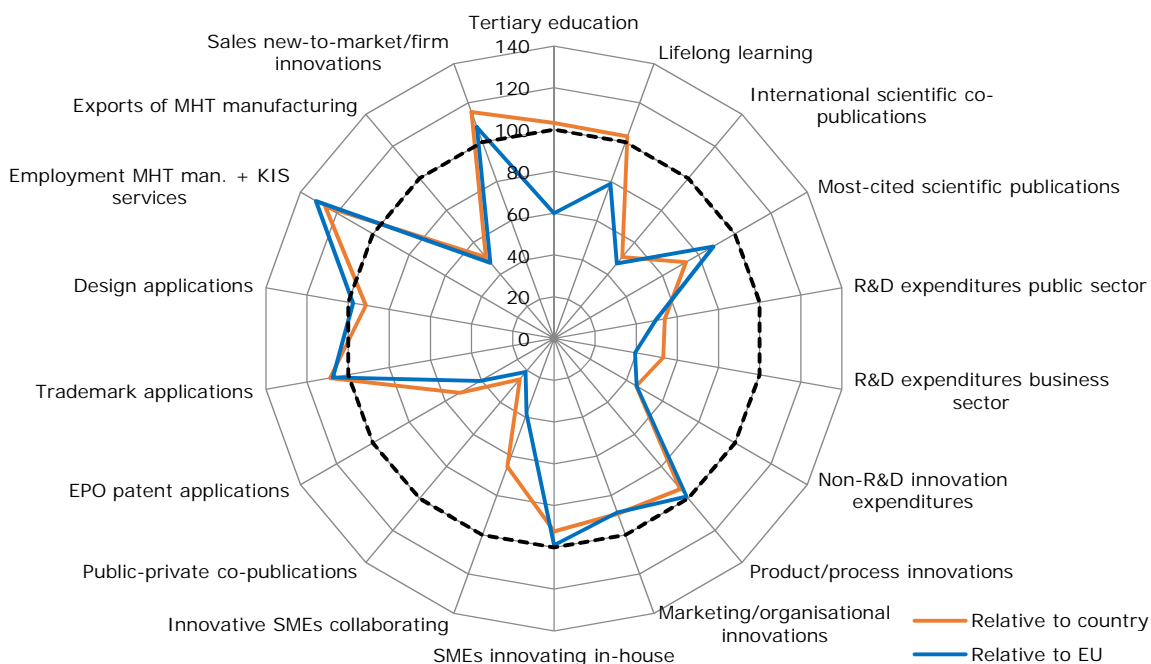 Tertiary education
Sales new-to-market/firm
innovations
140
Lifelong learning
Exports of MHT manufacturing
120
International scientific co-
publications
100
Employment MHT man. + KIS
services
80
Most-cited scientific publications
60
40
Design applications
20
R&D expenditures public sector
0
Trademark applications
R&D expenditures business
sector
EPO patent applications
Non-R&D innovation
expenditures
Public-private co-publications
Product/process innovations
Innovative SMEs collaborating
Marketing/organisational
innovations
SMEs innovating in-house
Relative to country
Relative to EU